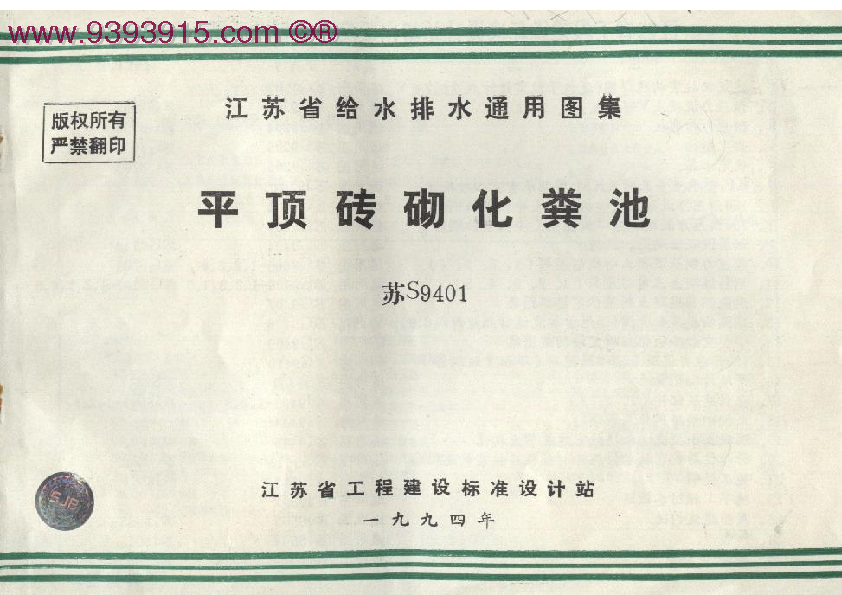 www.9393915.com ©®
江苏省给水排水通用图集
版权所有
严禁翻印
平顶砖砌化粪池
苏S9401
江苏省工程建设标准设计站
一九九四年